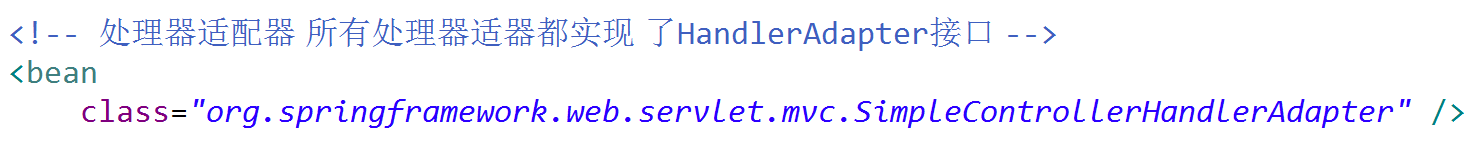 <!-- 处理器适配器 所有处理器适器都实现 了HandlerAdapter接口 -->
<bean
class="org.springframework.web.servlet.mvc.SimpleControllerHandlerAdapter" />